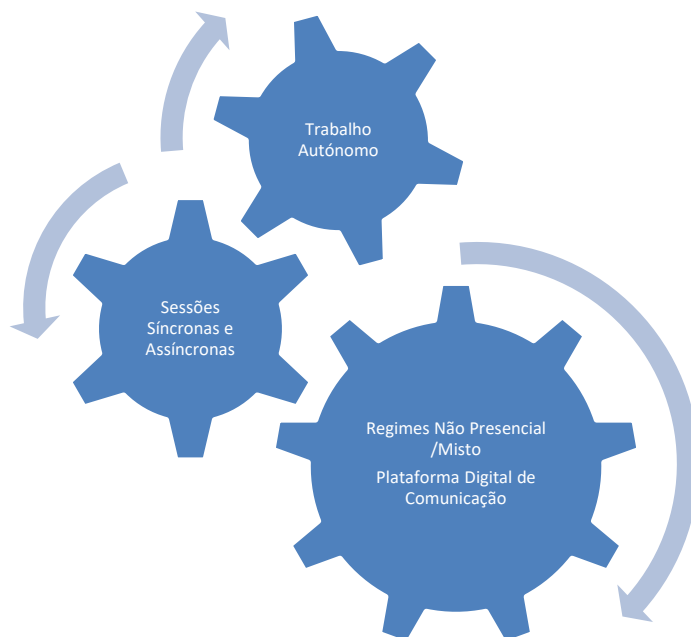 Trabalho
Autónomo
Sessões
Síncronas e
Assíncronas
Regimes Não Presencial
/Misto
Plataforma Digital de
Comunicação